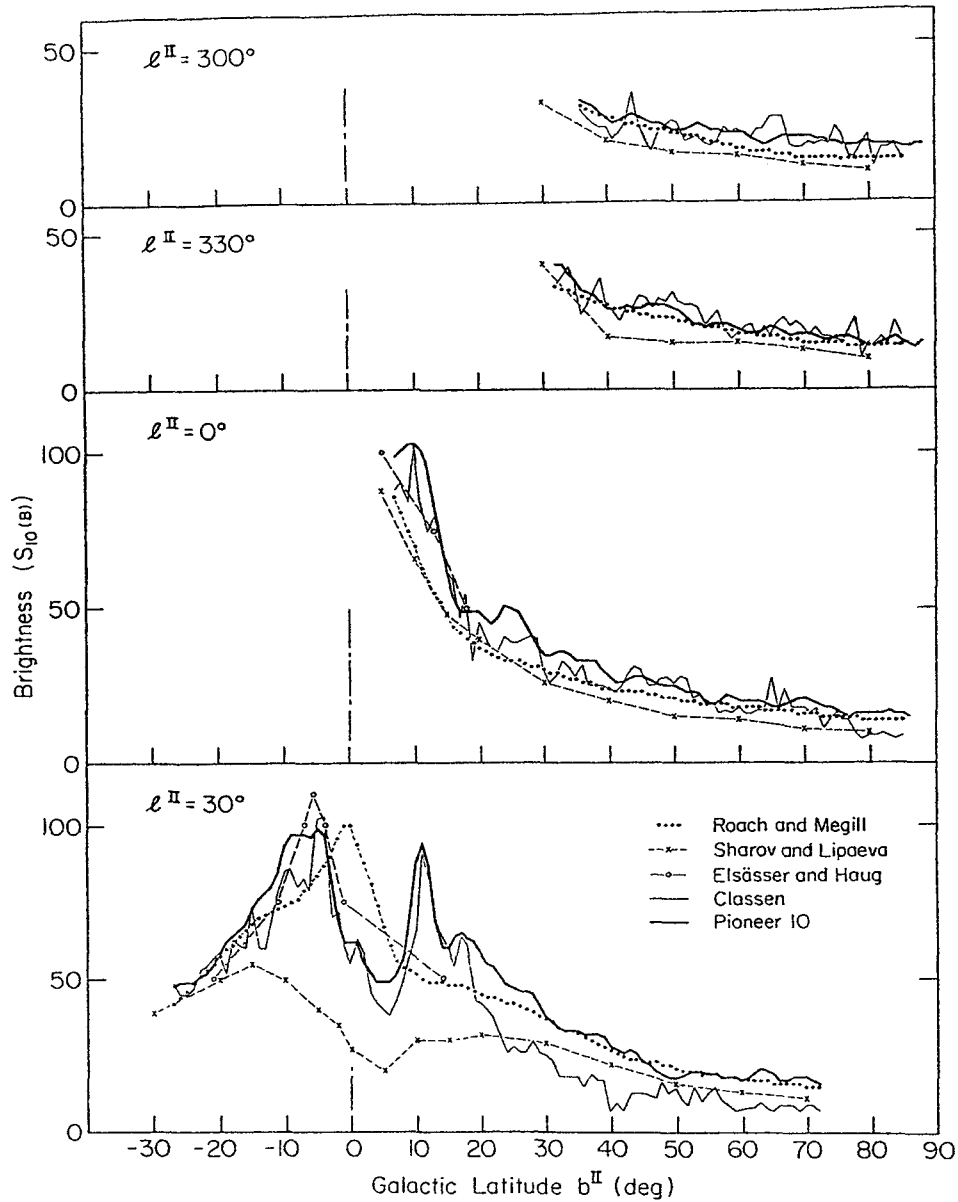 50
0
ℓ^II = 300°
50
0
ℓ^II = 330°
100
50
0
ℓ^II = 0°
100
50
0
ℓ^II = 30°
Roach and Megill
Sharov and Lipaeva
Elsässer and Haug
Classen
Pioneer 10
Brightness (S10(B))
-30 -20 -10 0 10 20 30 40 50 60 70 80 90
Galactic Latitude b^II (deg)